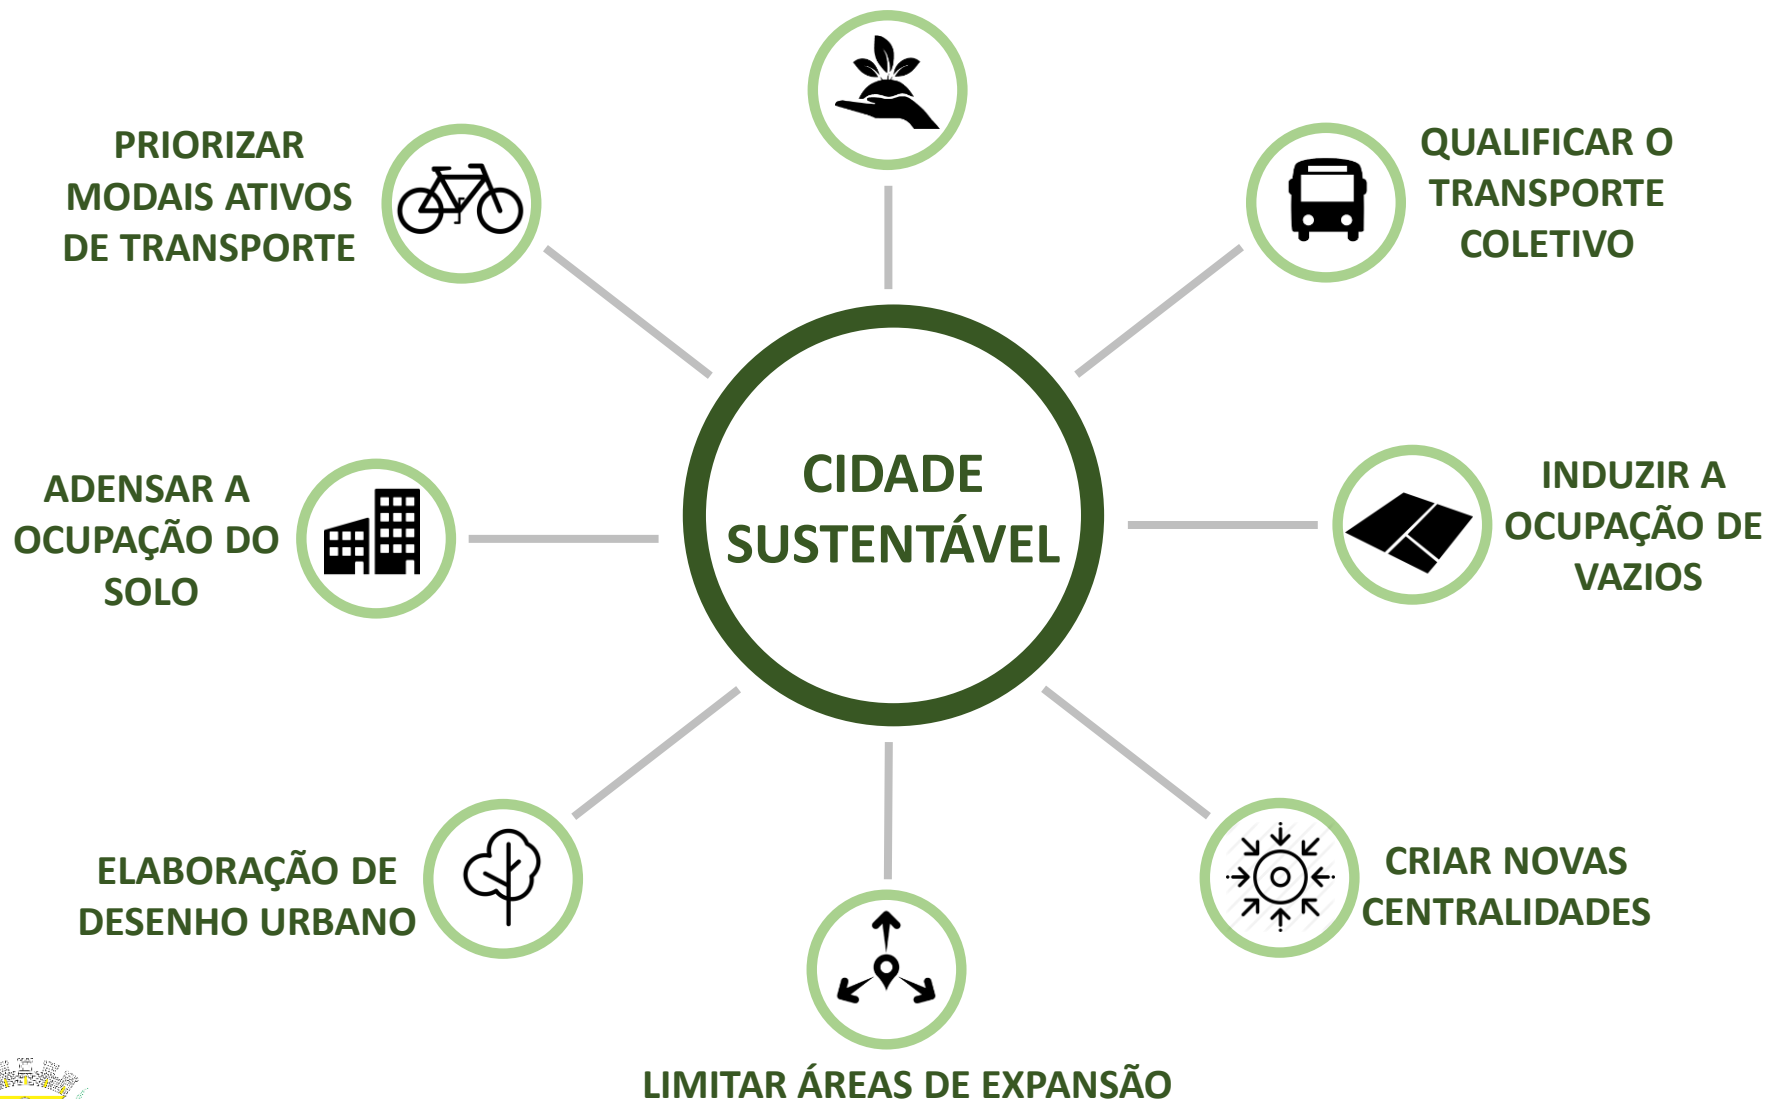 PRIORIZAR
MODAIS ATIVOS
DE TRANSPORTE
QUALIFICAR O
TRANSPORTE
COLETIVO
ADENSAR A
OCUPAÇÃO DO
SOLO
CIDADE
SUSTENTÁVEL
INDUZIR A
OCUPAÇÃO DE
VAZIOS
ELABORAÇÃO DE
DESENHO URBANO
CRIAR NOVAS
CENTRALIDADES
LIMITAR ÁREAS DE EXPANSÃO